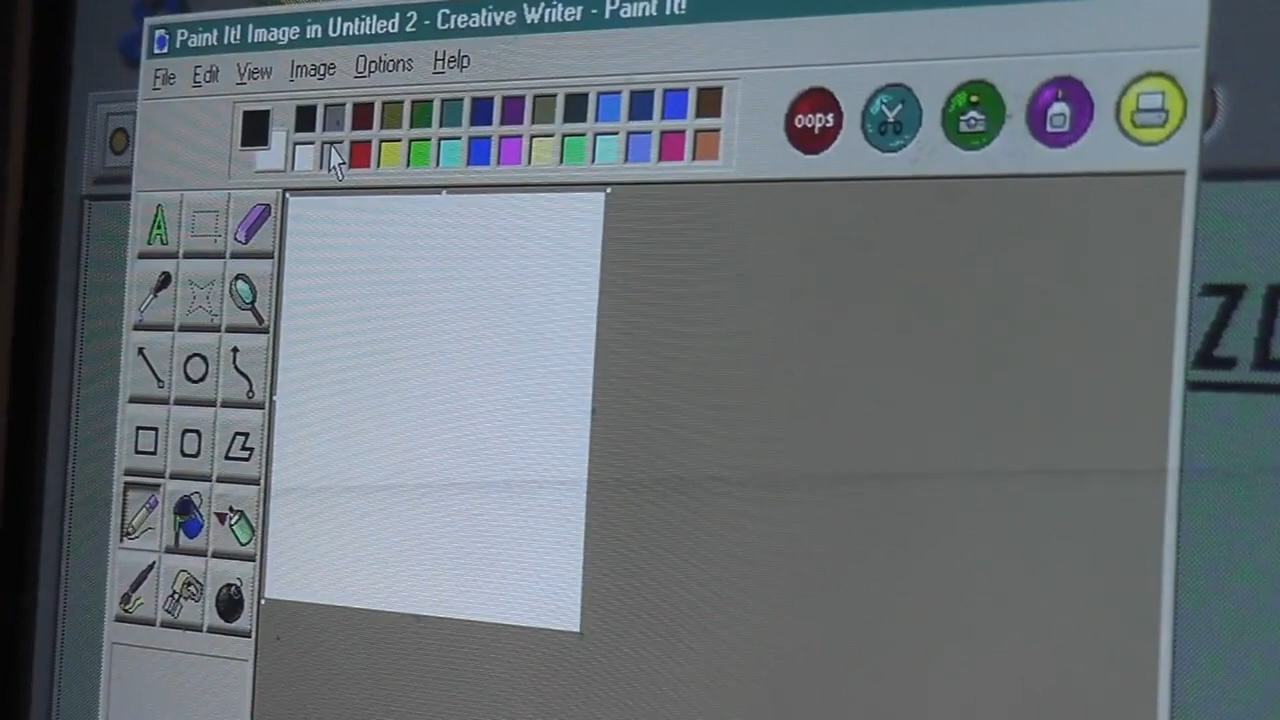 Paint It! Image in Untitled 2 - Creative Writer - Paint It!
File Edit View Image Options Help
oops
A